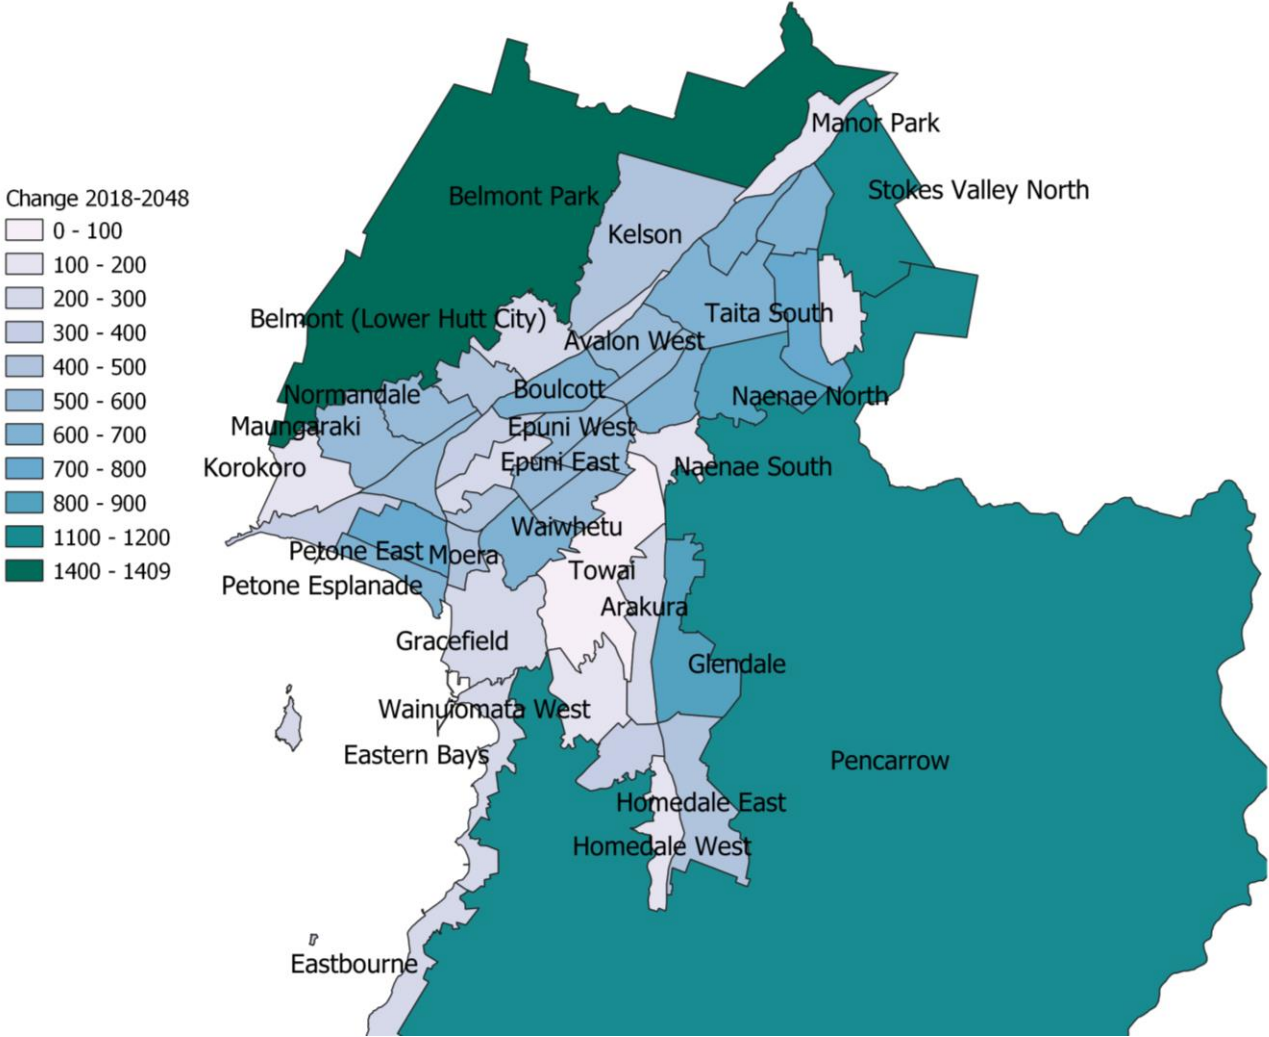 Change 2018-2048
0 - 100
100 - 200
200 - 300
300 - 400
400 - 500
500 - 600
600 - 700
700 - 800
800 - 900
1100 - 1200
1400 - 1409
Manor Park
Stokes Valley North
Belmont Park
Kelson
Belmont (Lower Hutt City)
Taita South
Avalon West
Boulcott
Normandale
Naenae North
Maungaraki
Epuni West
Korokoro
Epuni East
Naenae South
Waiwhetu
Petone East
Moera
Towai
Petone Esplanade
Arakura
Gracefield
Glendale
Wainuiomata West
Eastern Bays
Pencarrow
Homedale East
Homedale West
Eastbourne